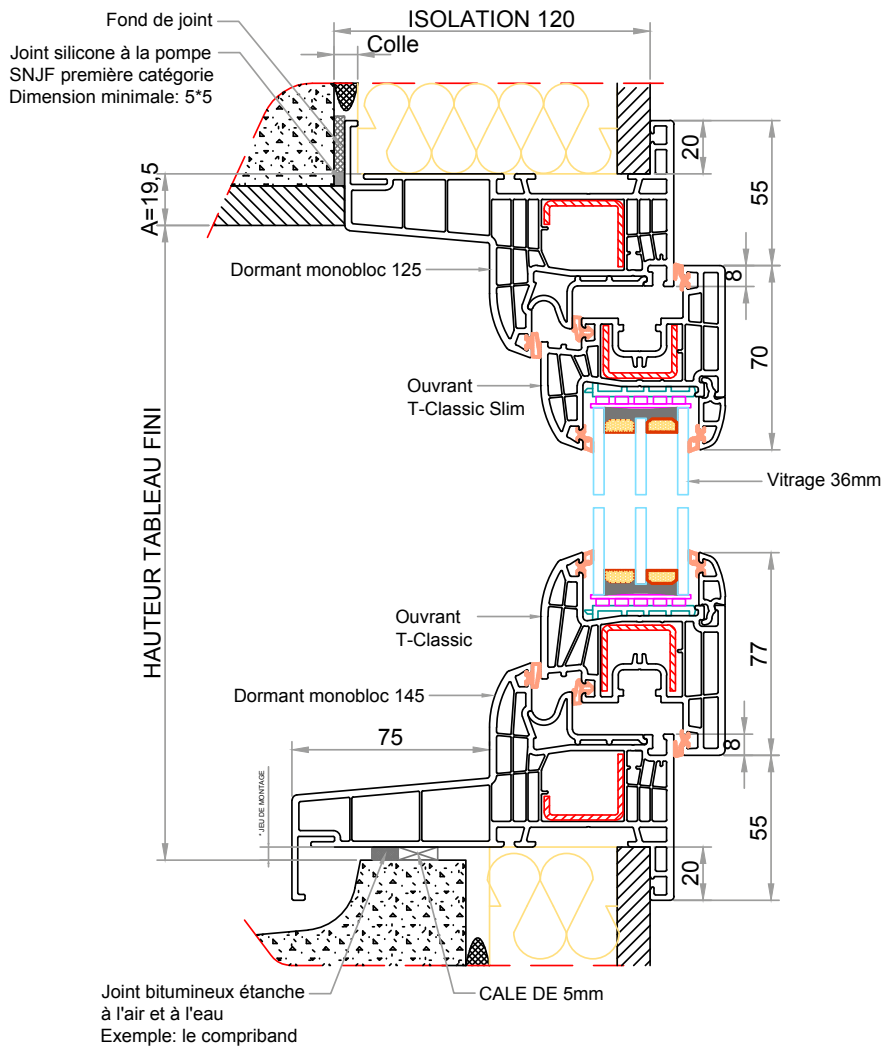 Fond de joint
ISOLATION 120
Colle
Joint silicone à la pompe
SNJF première catégorie
Dimension minimale: 5*5
20
55
A=19,5
Dormant monobloc 125
8
70
Ouvrant
T-Classic Slim
HAUTEUR TABLEAU FINI
Vitrage 36mm
Ouvrant
T-Classic
77
Dormant monobloc 145
75
8
* JEU DE MONTAGE
55
20
Joint bitumineux étanche
à l'air et à l'eau
Exemple: le compriband
CALE DE 5mm